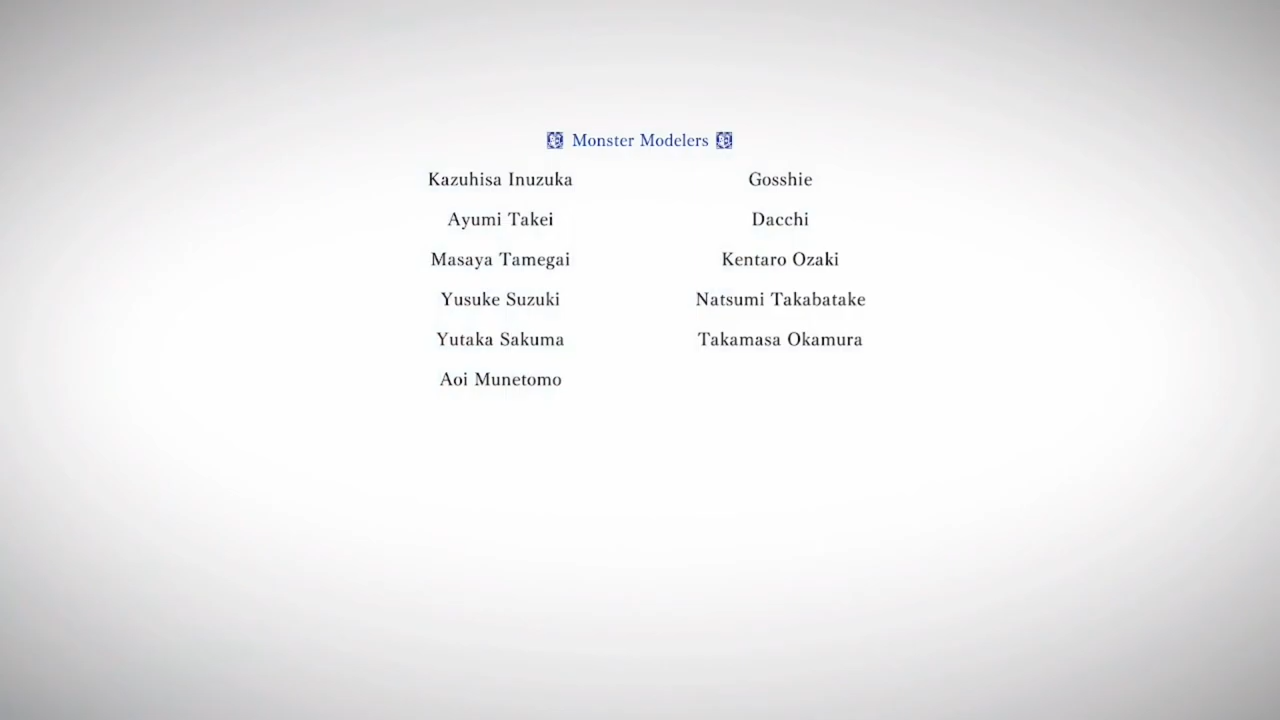 Monster Modelers
Kazuhisa Inuzuka
Gosshie
Ayumi Takei
Dacchi
Masaya Tamegai
Kentaro Ozaki
Yusuke Suzuki
Natsumi Takabatake
Yutaka Sakuma
Takamasa Okamura
Aoi Munetomo